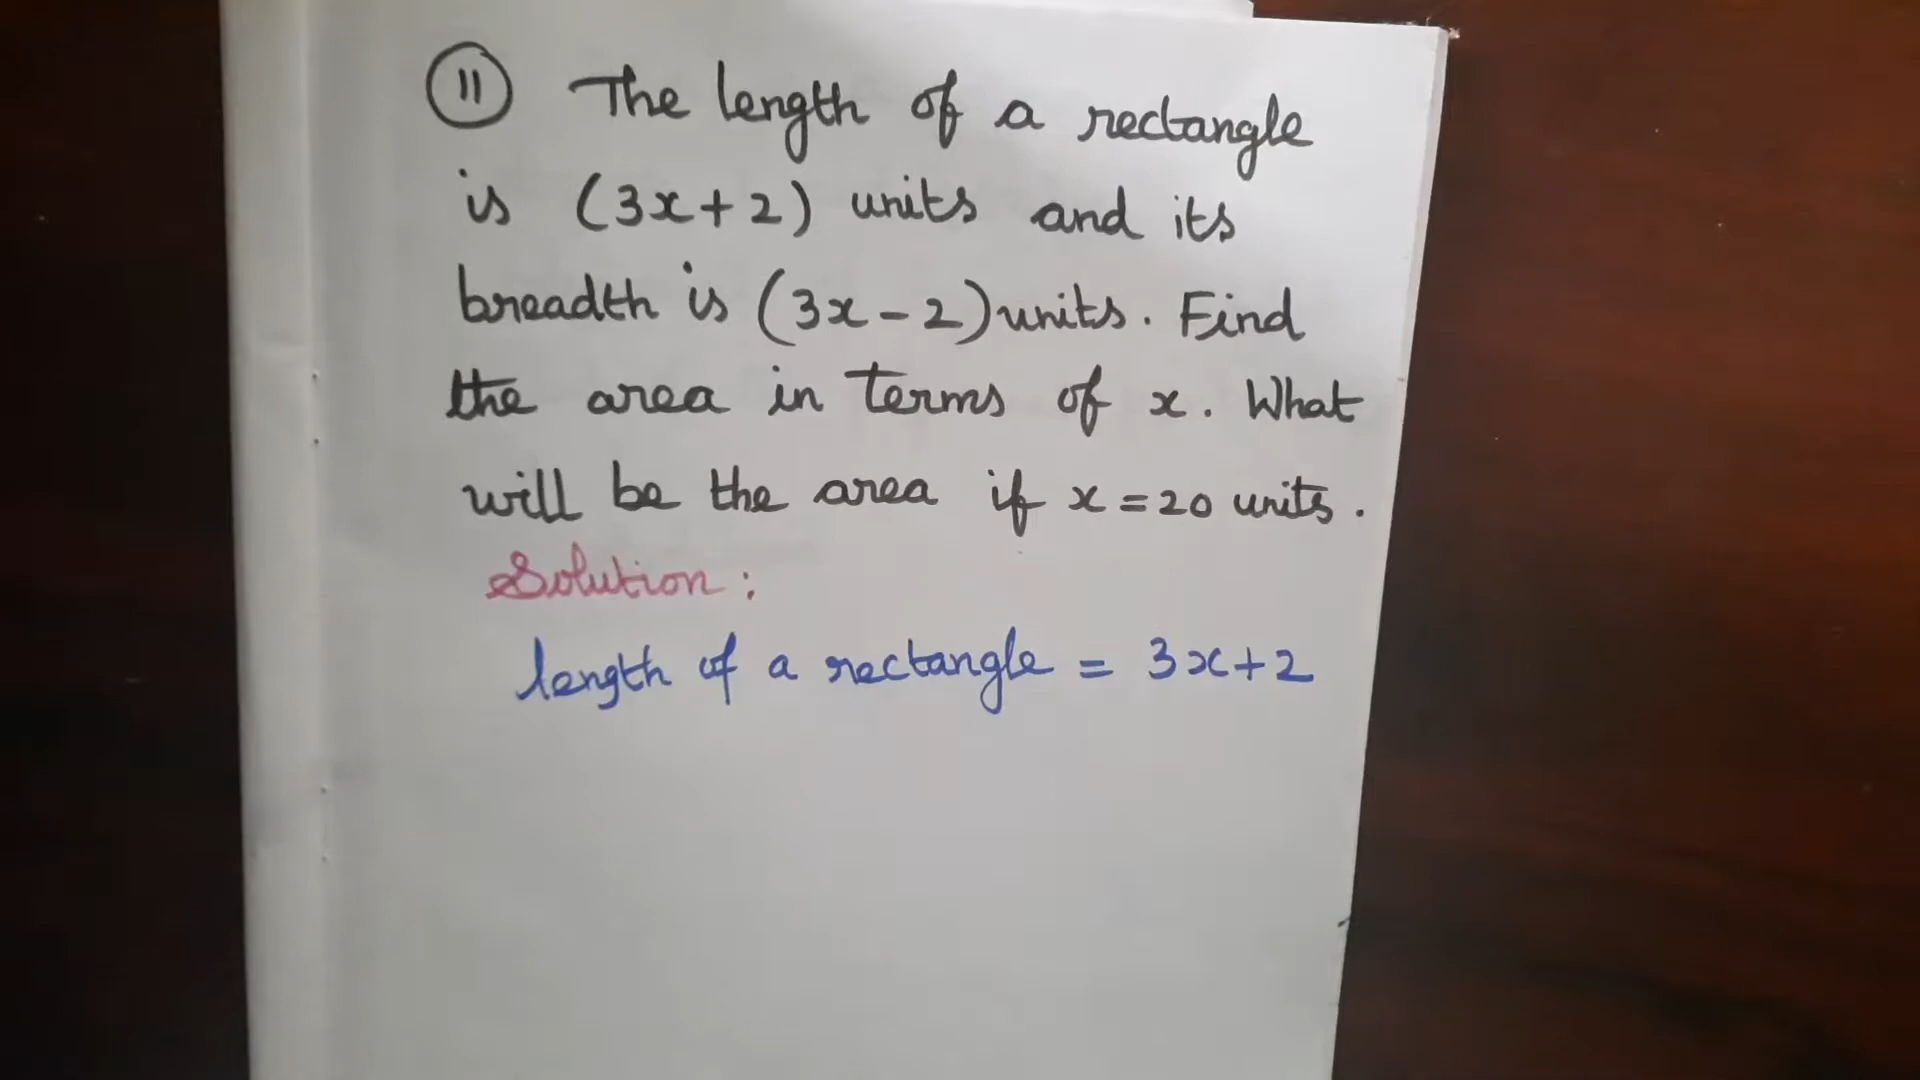 11 The length of a rectangle
is (3x+2) units and its
breadth is (3x-2) units. Find
the area in terms of x. What
will be the area if x=20 units.
Solution:
length of a rectangle = 3x+2